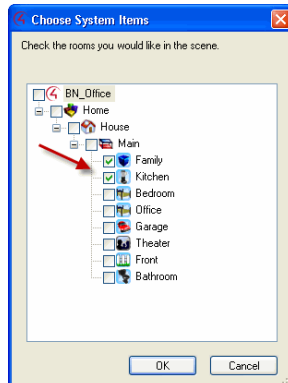 Choose System Items
Check the rooms you would like in the scene.
BN_Office
Home
House
Main
Family
Kitchen
Bedroom
Office
Garage
Theater
Front
Bathroom
OK Cancel